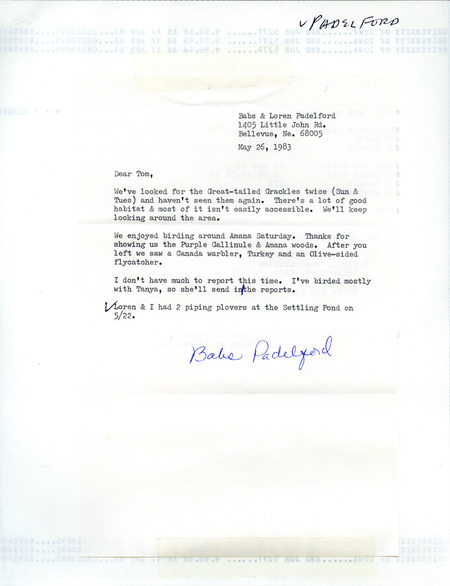 ✓PADELFORD
Babs & Loren Padelford
1405 Little John Rd.
Bellevue, Ne. 68005
May 26, 1983
Dear Tom,
We've looked for the Great-tailed Grackles twice (Sun &
Tues) and haven't seen them again. There's a lot of good
habitat & most of it isn't easily accessible. We'll keep
looking around the area.
We enjoyed birding around Amana Saturday. Thanks for
showing us the Purple Gallinule & Amana woods. After you
left we saw a Canada warbler, Turkey and an Olive-sided
flycatcher.
I don't have much to report this time. I've birded mostly
with Tanya, so she'll send in/the reports.
✓Loren & I had 2 piping plovers at the Settling Pond on
5/22.
Babs Padelford